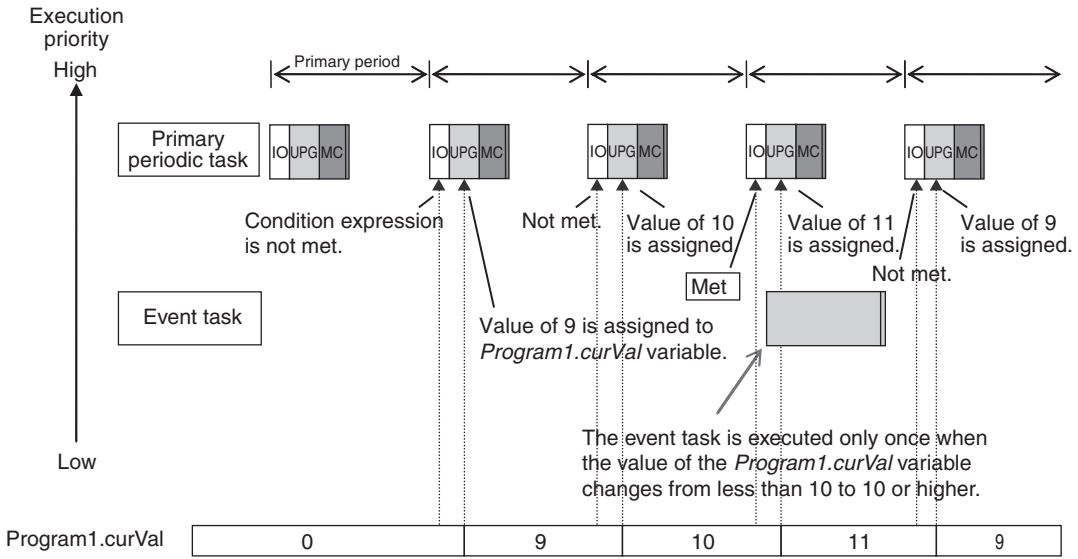 Execution
priority
High
Primary period
Primary
periodic task
IO UPG MC
IO UPG MC
IO UPG MC
IO UPG MC
IO UPG MC
Condition expression
is not met.
Not met.
Value of 10
is assigned.
Value of 11
is assigned.
Value of 9
is assigned.
Not met.
Met
Event task
Value of 9 is assigned to
Program1.curVal variable.
The event task is executed only once when
the value of the Program1.curVal variable
changes from less than 10 to 10 or higher.
Low
Program1.curVal
0 9 10 11 9